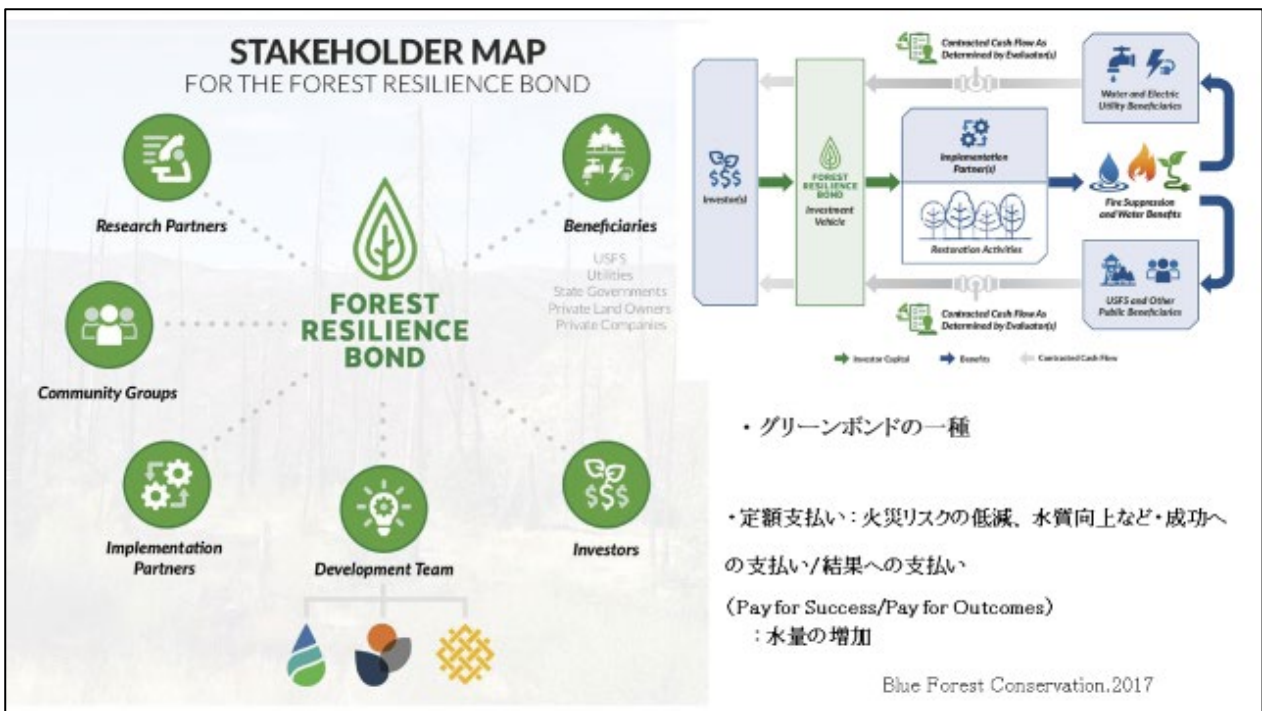 STAKEHOLDER MAP
FOR THE FOREST RESILIENCE BOND
Research Partners
Beneficiaries
USFS
Utilities
State Governments
Private Land Owners
Private Companies
FOREST
RESILIENCE
BOND
Community Groups
Implementation
Partners
Development Team
Investors
$$$
Contracted Cash Flow As
Determined by Evaluator(s)
Water and Electric
Utility Beneficiaries
$$$
Investor(s)
FOREST
RESILIENCE
BOND
Investment
Vehicle
Implementation
Partner(s)
Restoration Activities
Fire Suppression
and Water Benefits
USFS and Other
Public Beneficiaries
Contracted Cash Flow As
Determined by Evaluator(s)
Investor Capital
Benefits
Contracted Cash Flow
・グリーンボンドの一種
・定額支払い：火災リスクの低減、水質向上など・成功へ
の支払い/結果への支払い
（Pay for Success/Pay for Outcomes）
：水量の増加
Blue Forest Conservation.2017